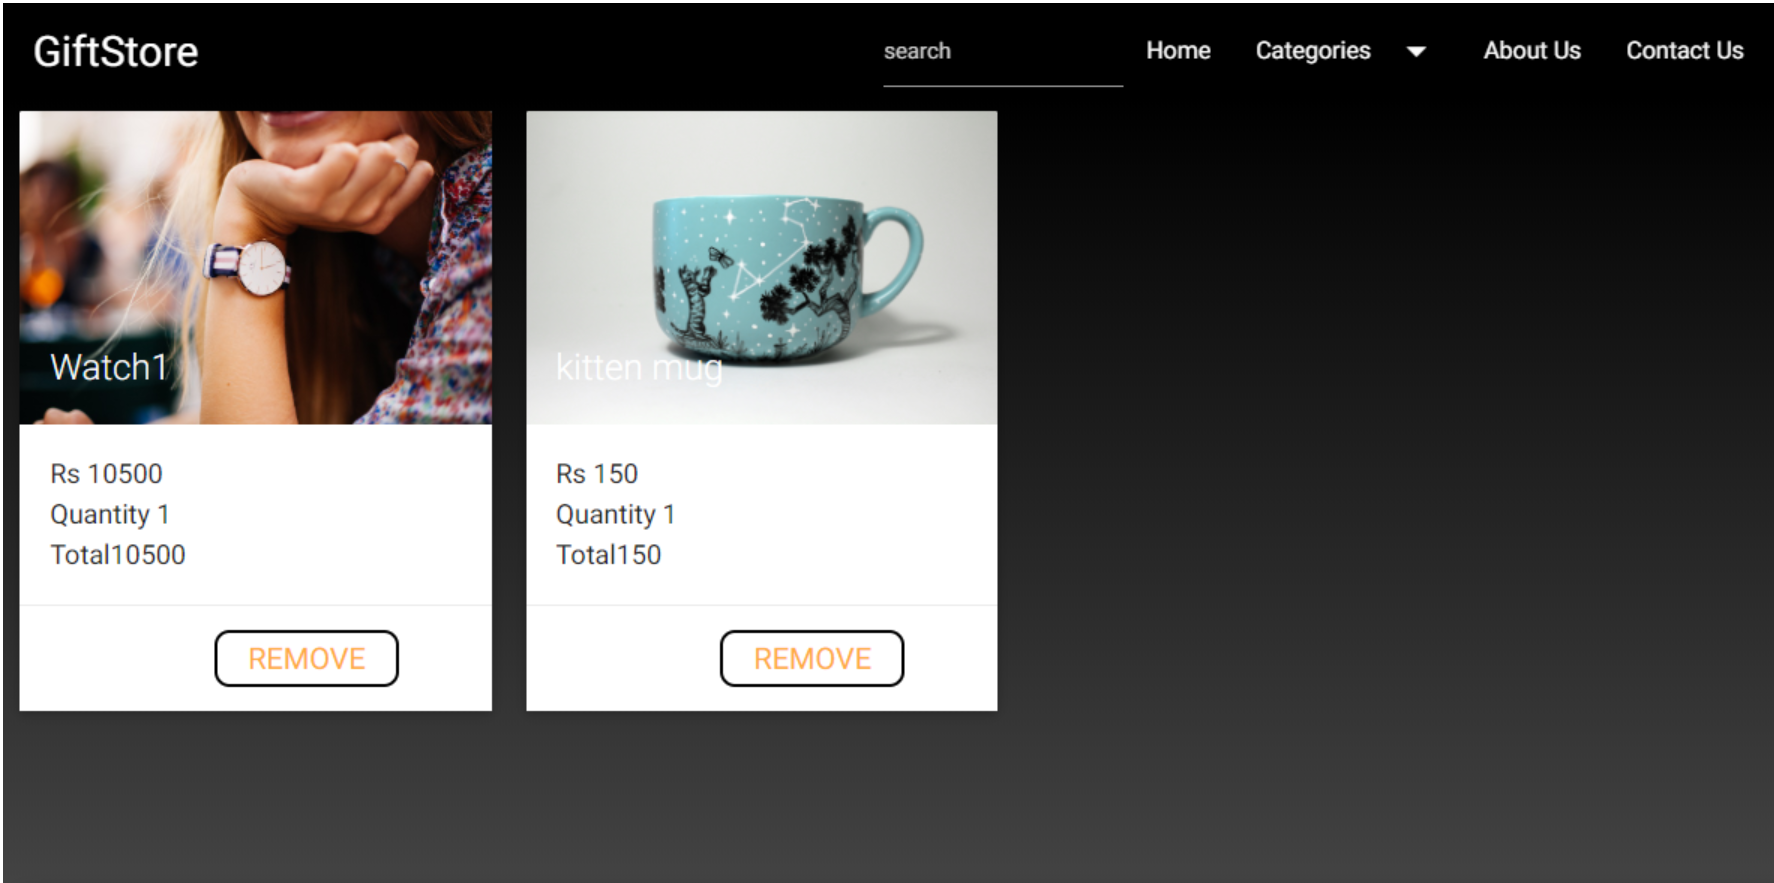 GiftStore
search
Home
Categories
About Us
Contact Us
Watch1
Rs 10500
Quantity 1
Total10500
REMOVE
kitten mug
Rs 150
Quantity 1
Total150
REMOVE